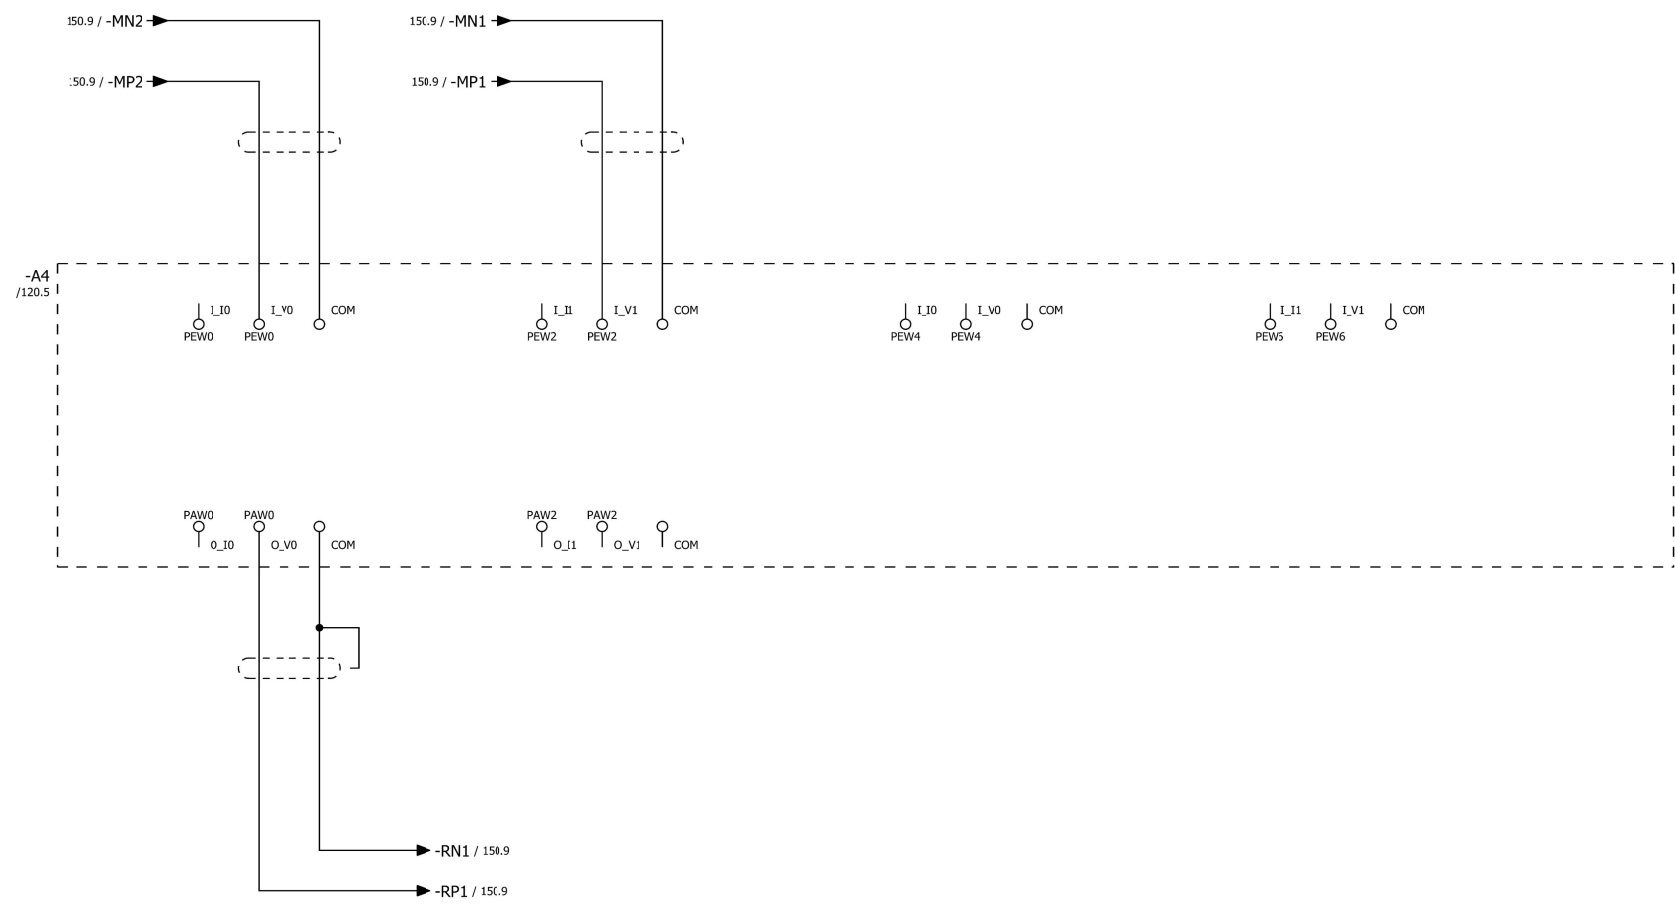 150.9 / -MN2
150.9 / -MN1
150.9 / -MP2
150.9 / -MP1
-A4
/120.5
I_I0 I_V0 COM I_I1 I_V1 COM I_I0 I_V0 COM I_I1 I_V1 COM
PEW0 PEW0 PEW2 PEW2 PEW4 PEW4 PEW6 PEW6
PAW0 PAW0 PAW2 PAW2
O_I0 O_V0 COM O_I1 O_V1 COM
-RN1 / 150.9
-RP1 / 150.9